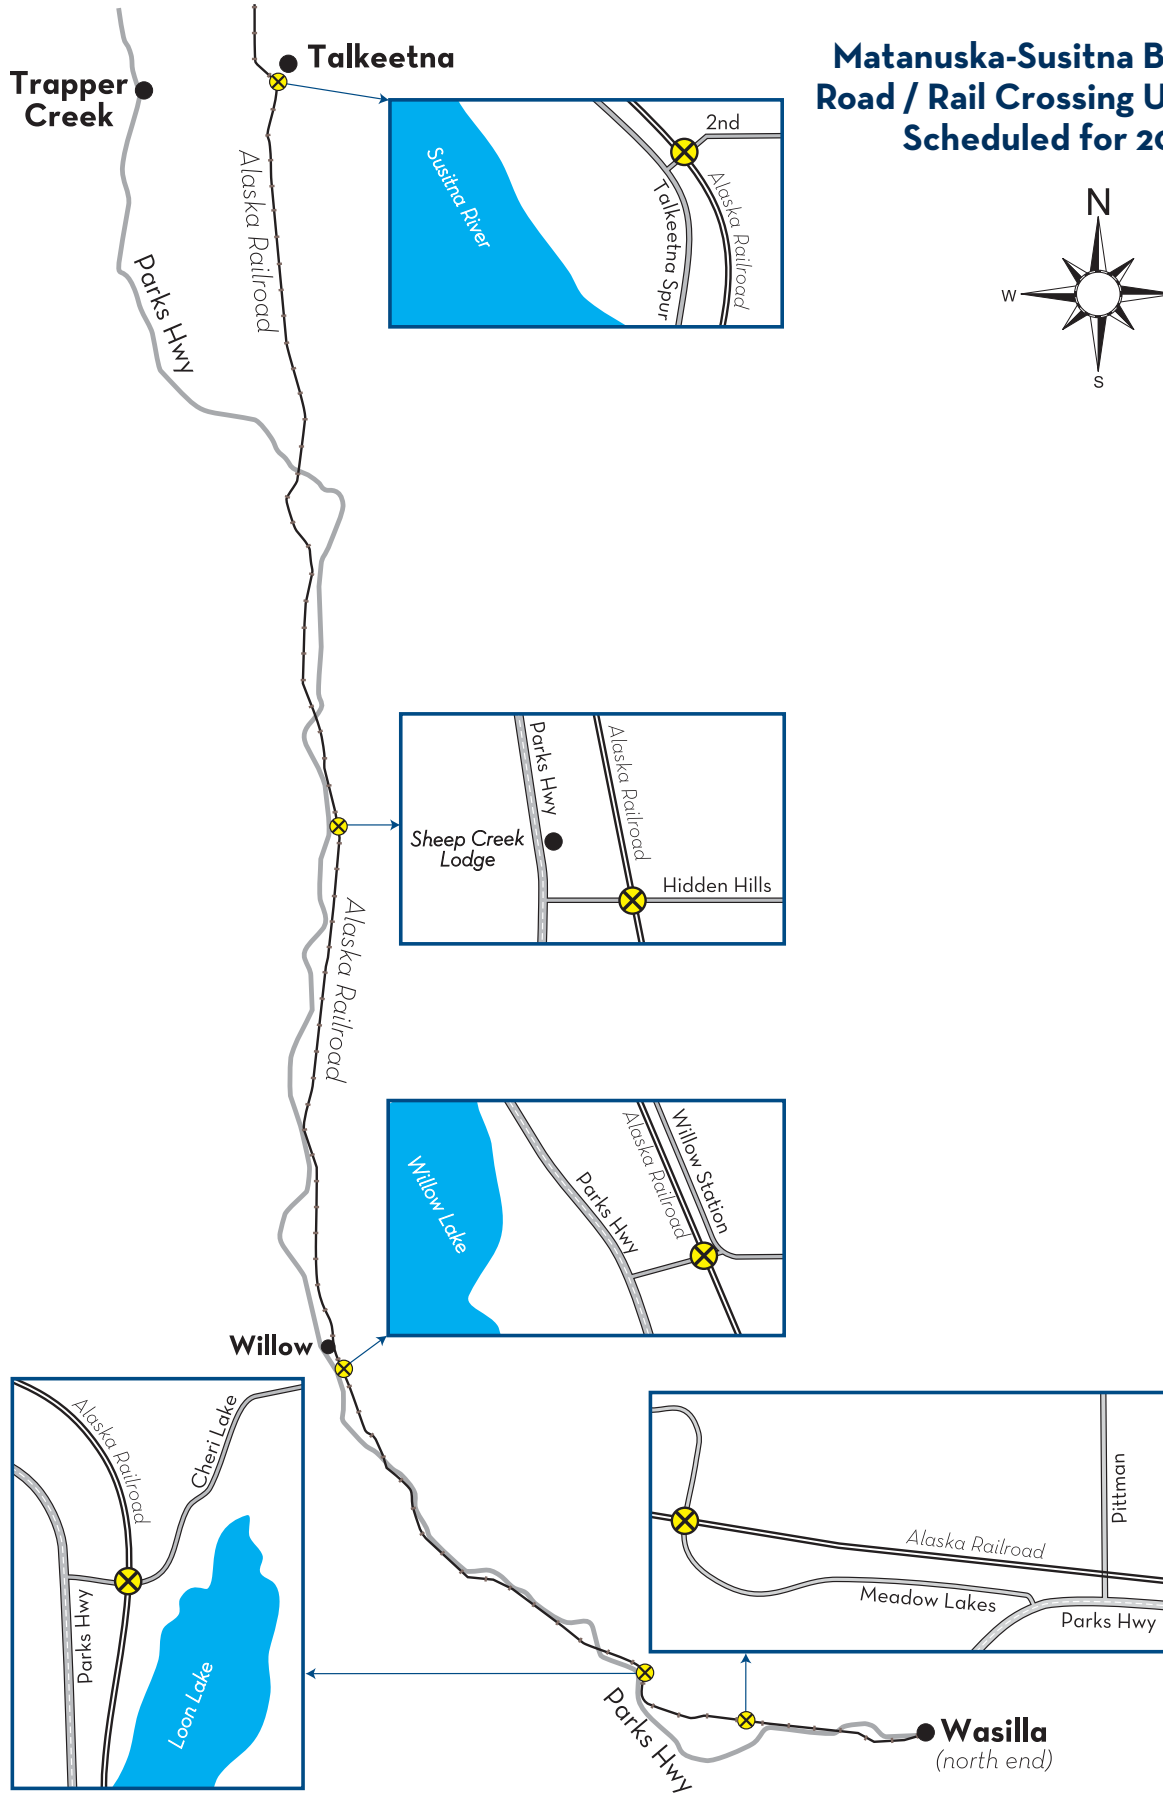 Talkeetna
Trapper
Creek
Matanuska-Susitna B
Road / Rail Crossing U
Scheduled for 20
N
W
S
Alaska Railroad
Parks Hwy
Susitna River
2nd
Talkeetna Spur
Alaska Railroad
Parks Hwy
Alaska Railroad
Sheep Creek
Lodge
Hidden Hills
Alaska Railroad
Willow Lake
Parks Hwy
Alaska Railroad
Willow Station
Willow
Alaska Railroad
Cheri Lake
Parks Hwy
Loon Lake
Pittman
Alaska Railroad
Meadow Lakes
Parks Hwy
Parks Hwy
Wasilla
(north end)